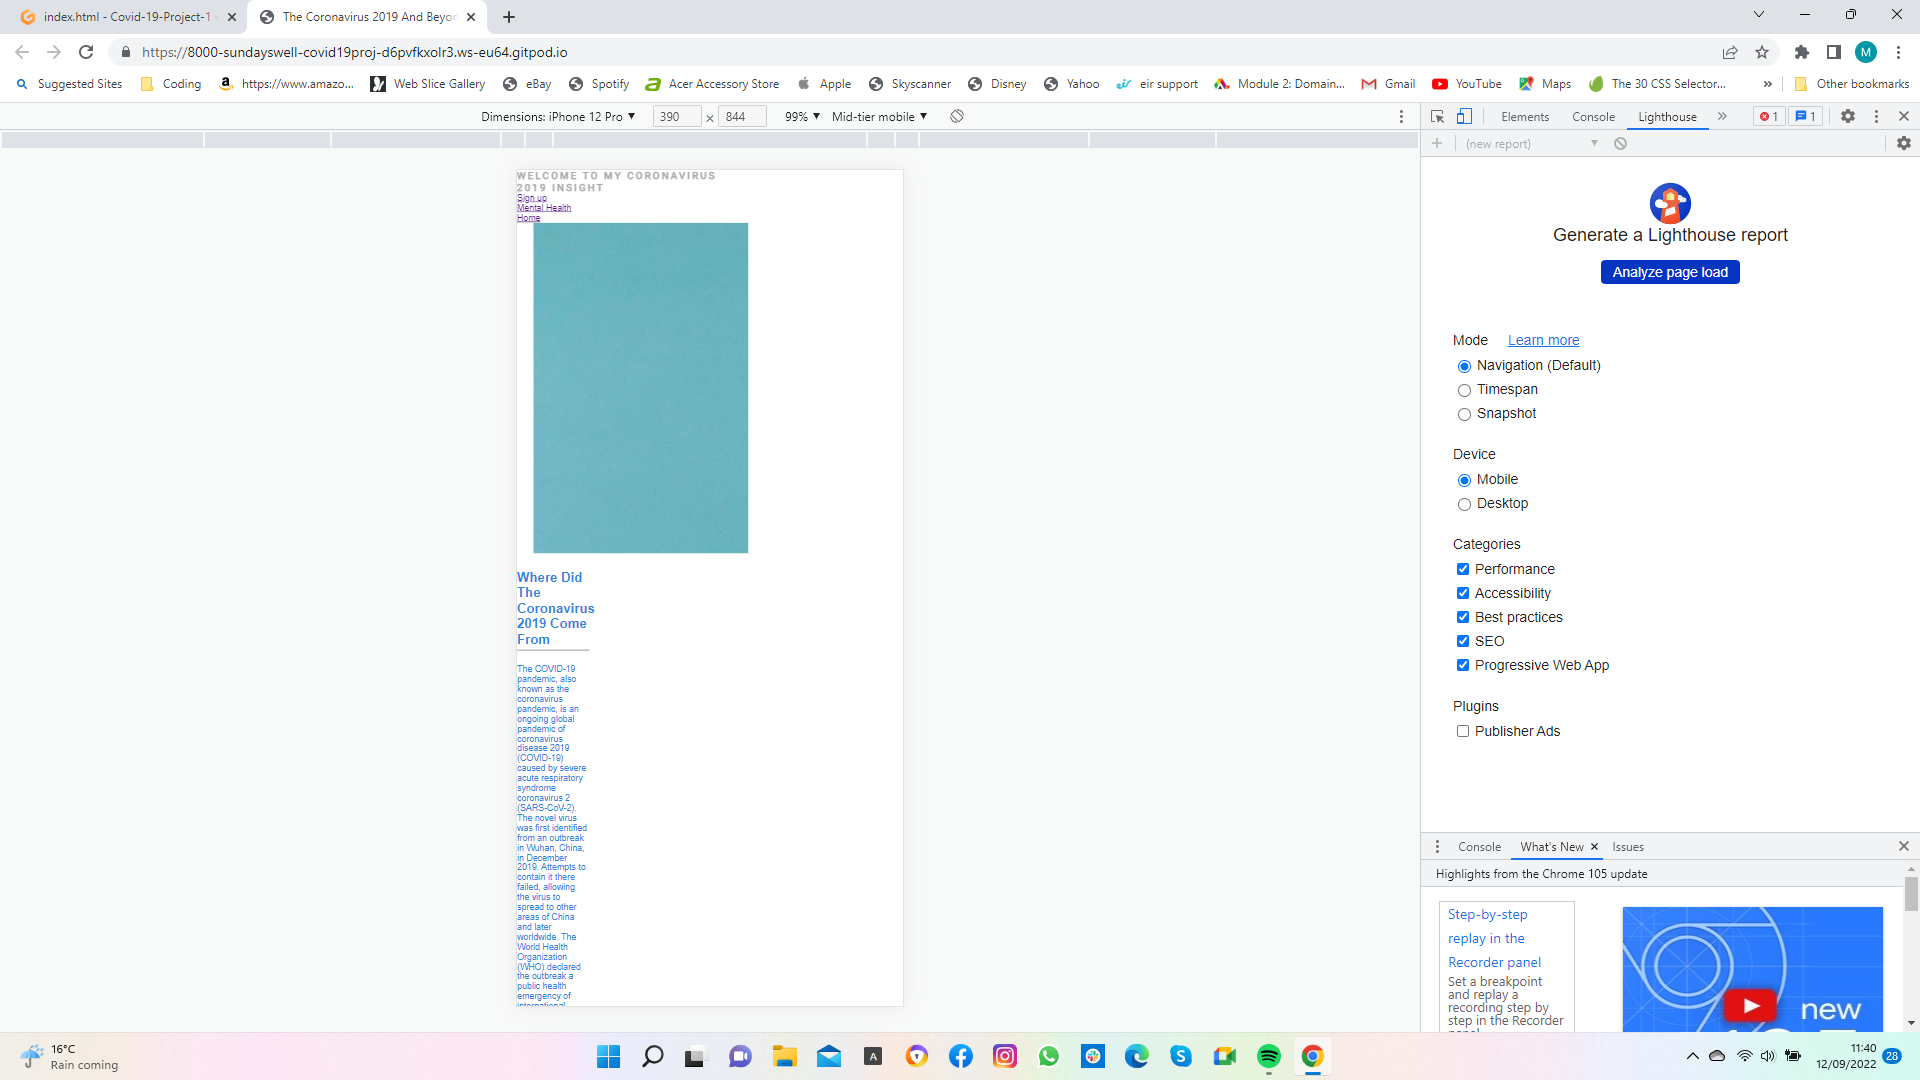 index.html - Covid-19-Project-1 -
The Coronavirus 2019 And Beyon
https://8000-sundayswell-covid19proj-d6pvfkxolr3.ws-eu64.gitpod.io
M
Suggested Sites
Coding
https://www.amazo...
Web Slice Gallery
eBay
Spotify
Acer Accessory Store
Apple
Skyscanner
Disney
Yahoo
eir support
Module 2: Domain...
Gmail
YouTube
Maps
The 30 CSS Selector...
»
Other bookmarks
Dimensions: iPhone 12 Pro ▼
390 × 844
99% ▼
Mid-tier mobile ▼
Elements
Console
Lighthouse
»
1
1
(new report)
WELCOME TO MY CORONAVIRUS
2019 INSIGHT
Sign up
Mental Health
Home
Where Did
The
Coronavirus
2019 Come
From
The COVID-19
pandemic, also
known as the
coronavirus
pandemic, is an
ongoing global
pandemic of
coronavirus
disease 2019
(COVID-19)
caused by severe
acute respiratory
syndrome
coronavirus 2
(SARS-CoV-2).
The novel virus
was first identified
from an outbreak
in Wuhan, China,
in December
2019. Attempts to
contain it there
failed, allowing
the virus to
spread to other
areas of China
and later
worldwide. The
World Health
Organization
(WHO) declared
the outbreak a
public health
emergency of
international
Generate a Lighthouse report
Analyze page load
Mode Learn more
Navigation (Default)
Timespan
Snapshot
Device
Mobile
Desktop
Categories
Performance
Accessibility
Best practices
SEO
Progressive Web App
Plugins
Publisher Ads
Console
What's New
Issues
Highlights from the Chrome 105 update
Step-by-step
replay in the
Recorder panel
Set a breakpoint
and replay a
recording step by
step in the Recorder
panel
new
16°C
Rain coming
A
11:40
12/09/2022
28